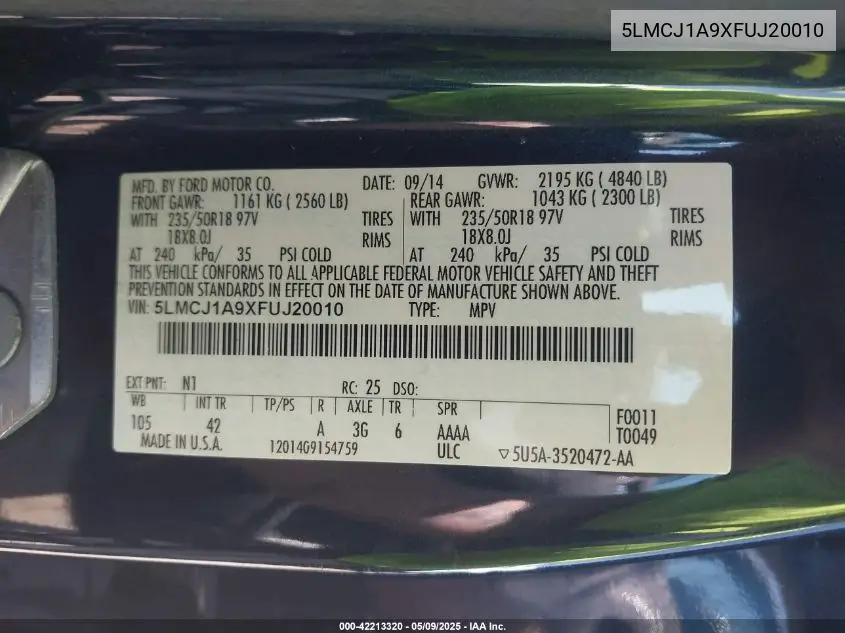 5LMCJ1A9XFUJ20010
MFD. BY FORD MOTOR CO. DATE: 09/14 GVWR: 2195 KG ( 4840 LB)
FRONT GAWR: 1161 KG ( 2560 LB) REAR GAWR: 1043 KG ( 2300 LB)
WITH 235/50R18 97V TIRES WITH 235/50R18 97V TIRES
18X8.0J RIMS 18X8.0J RIMS
AT 240 kPa/ 35 PSI COLD AT 240 kPa/ 35 PSI COLD
THIS VEHICLE CONFORMS TO ALL APPLICABLE FEDERAL MOTOR VEHICLE SAFETY AND THEFT
PREVENTION STANDARDS IN EFFECT ON THE DATE OF MANUFACTURE SHOWN ABOVE.
VIN: 5LMCJ1A9XFUJ20010 TYPE: MPV
EXT PNT: N1 RC: 25 DSO:
WB INT TR TP/PS R AXLE TR SPR
105 42 A 3G 6 AAAA F0011
T0049
MADE IN U.S.A. 12014G9154759 ULC ▽5U5A-3520472-AA
000-42213320 - 05/09/2025 - IAA Inc.